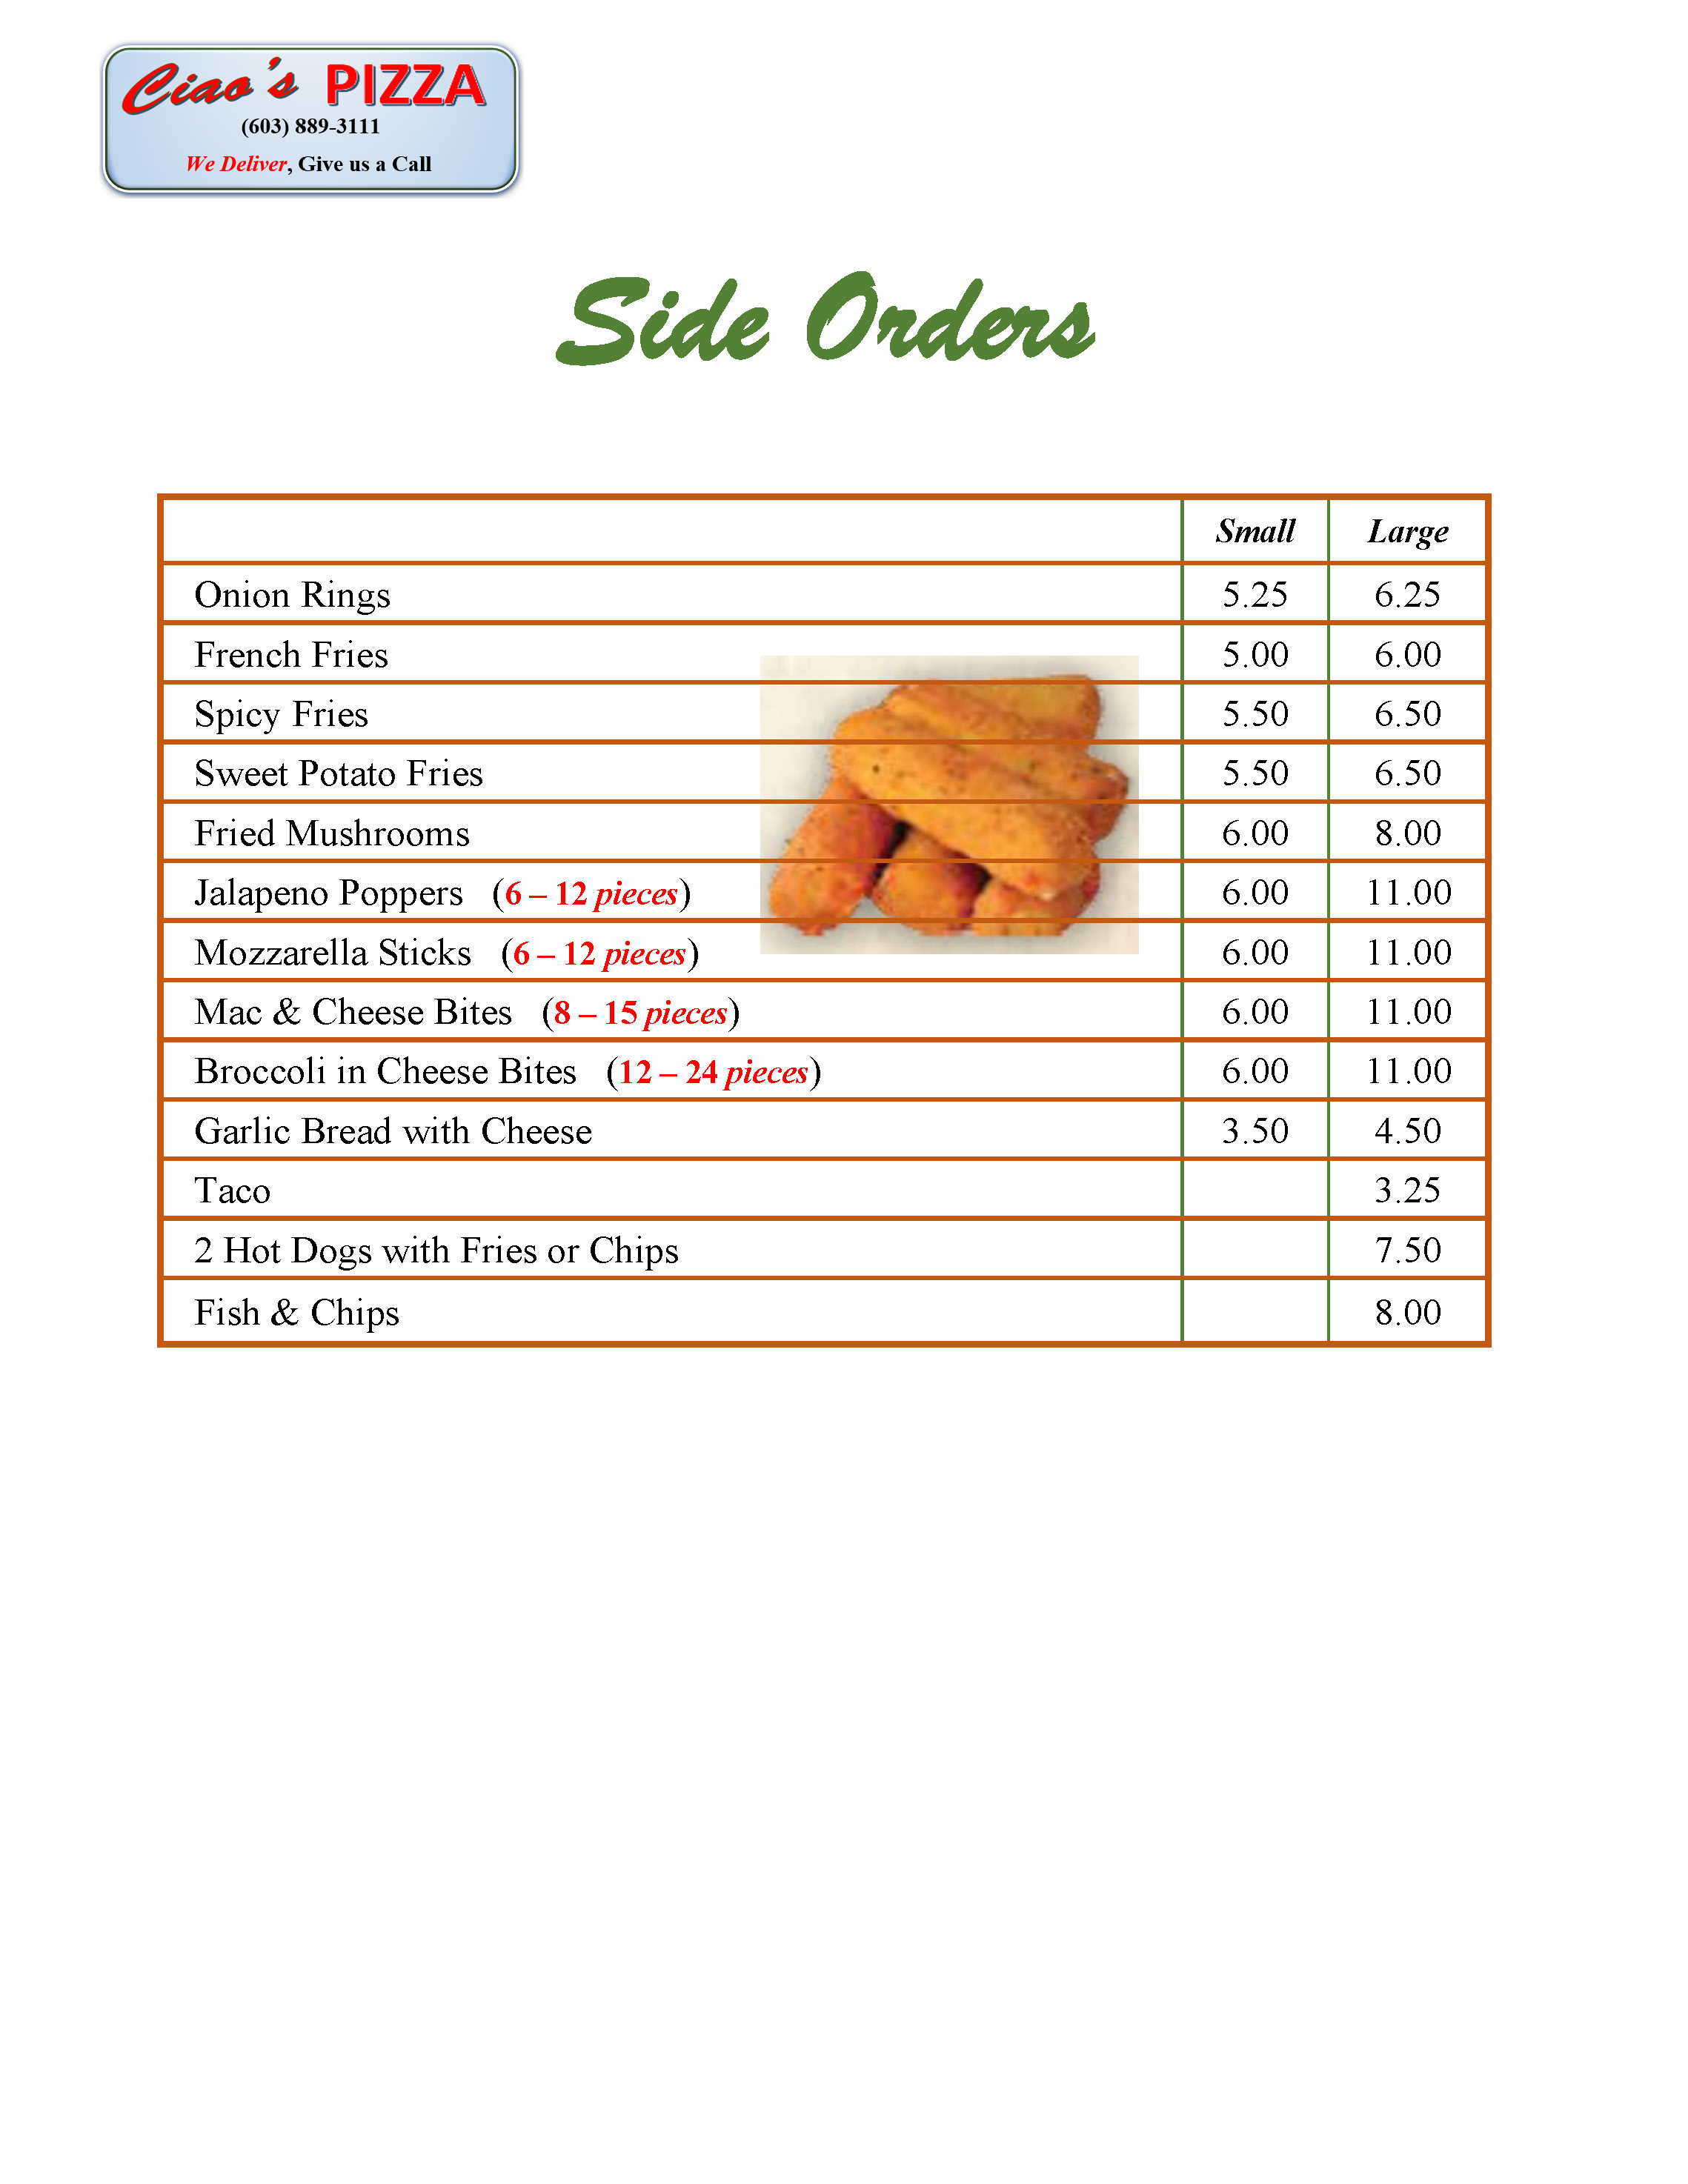 Ciao's PIZZA
(603) 889-3111
We Deliver, Give us a Call
Side Orders
Small Large
Onion Rings 5.25 6.25
French Fries 5.00 6.00
Spicy Fries 5.50 6.50
Sweet Potato Fries 5.50 6.50
Fried Mushrooms 6.00 8.00
Jalapeno Poppers (6 – 12 pieces) 6.00 11.00
Mozzarella Sticks (6 – 12 pieces) 6.00 11.00
Mac & Cheese Bites (8 – 15 pieces) 6.00 11.00
Broccoli in Cheese Bites (12 – 24 pieces) 6.00 11.00
Garlic Bread with Cheese 3.50 4.50
Taco 3.25
2 Hot Dogs with Fries or Chips 7.50
Fish & Chips 8.00